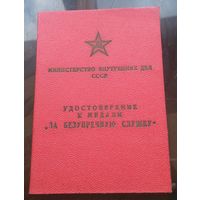 МИНИСТЕРСТВО ВНУТРЕННИХ ДЕЛ
СССР
УДОСТОВЕРЕНИЕ
К МЕДАЛИ
„ЗА БЕЗУПРЕЧНУЮ СЛУЖБУ“